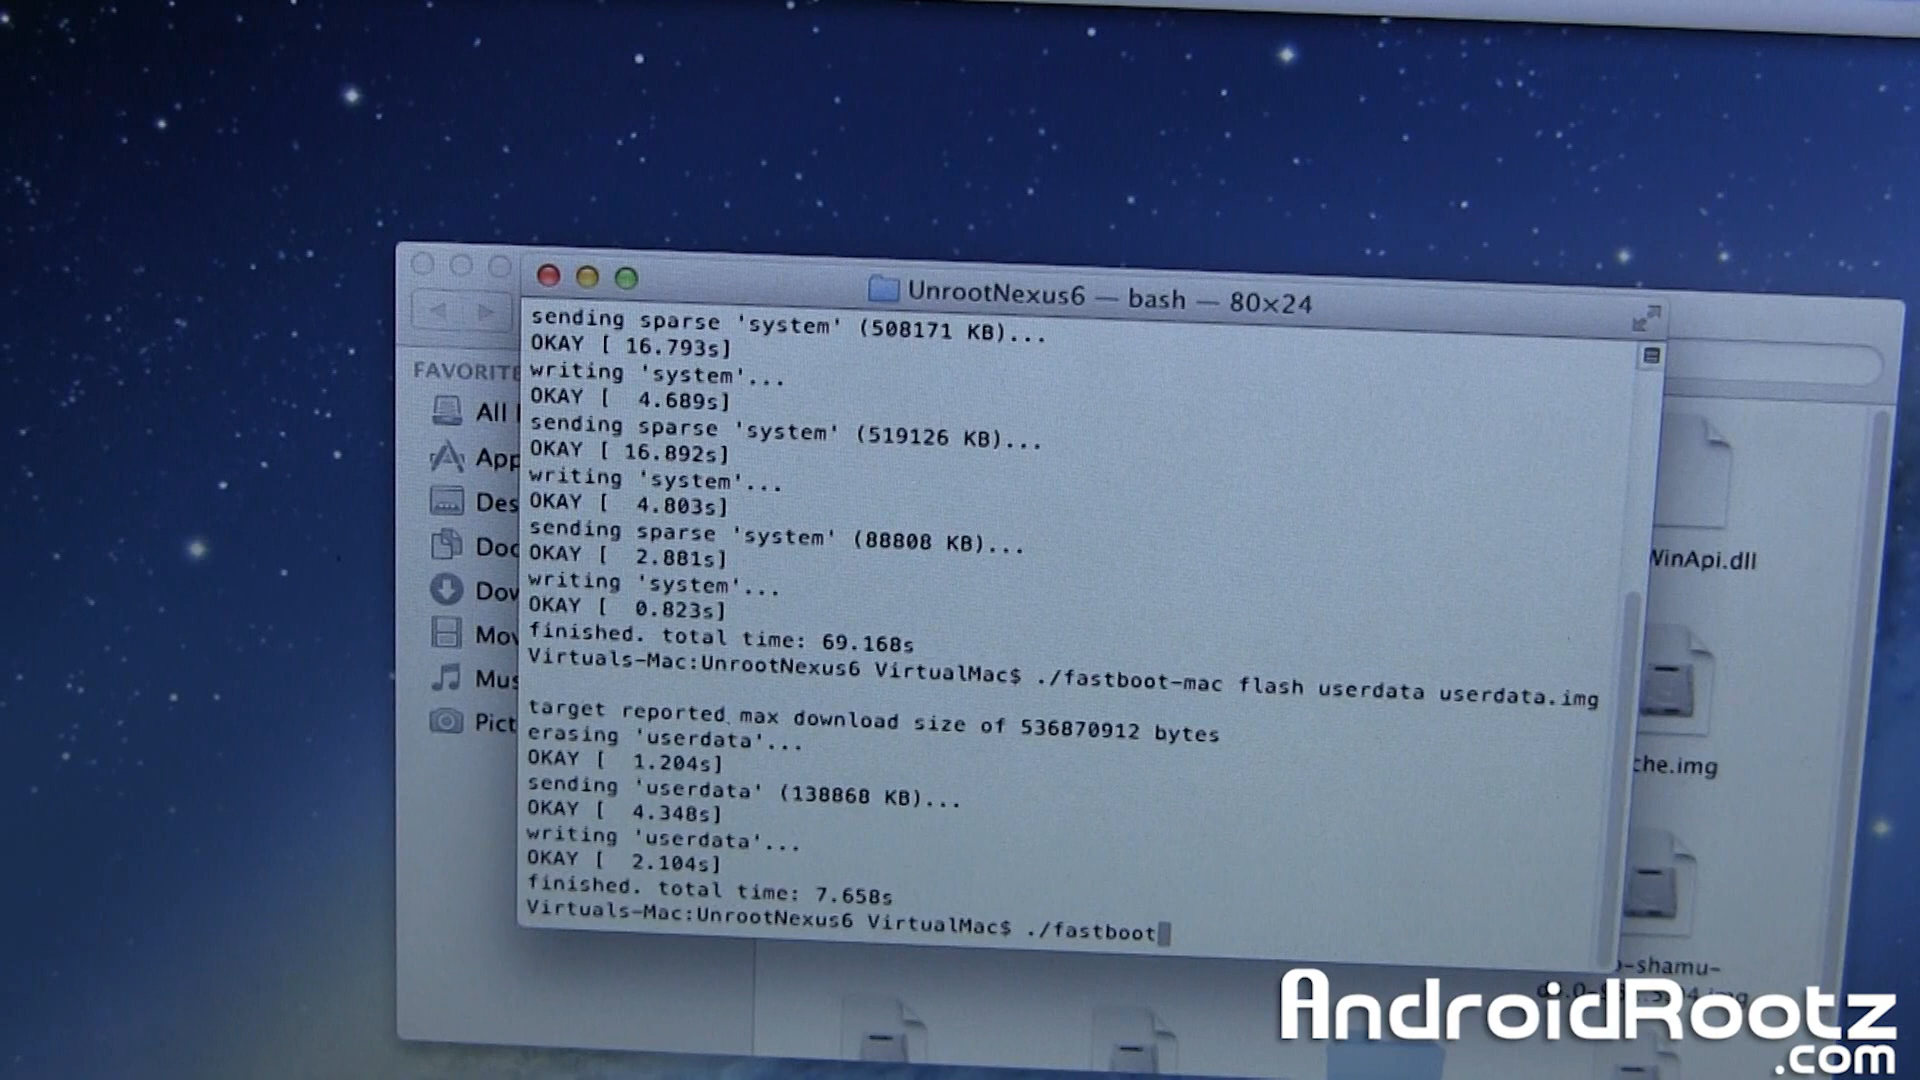 UnrootNexus6 — bash — 80×24
sending sparse 'system' (508171 KB)...
OKAY [ 16.793s]
writing 'system'...
OKAY [  4.689s]
sending sparse 'system' (519126 KB)...
OKAY [ 16.892s]
writing 'system'...
OKAY [  4.803s]
sending sparse 'system' (88808 KB)...
OKAY [  2.881s]
writing 'system'...
OKAY [  0.823s]
finished. total time: 69.168s
Virtuals-Mac:UnrootNexus6 VirtualMac$ ./fastboot-mac flash userdata userdata.img
target reported max download size of 536870912 bytes
erasing 'userdata'...
OKAY [  1.204s]
sending 'userdata' (138868 KB)...
OKAY [  4.348s]
writing 'userdata'...
OKAY [  2.104s]
finished. total time: 7.658s
Virtuals-Mac:UnrootNexus6 VirtualMac$ ./fastboot
FAVORITE
All
App
Des
Doc
Dow
Mov
Mus
Pict
WinApi.dll
che.img
-shamu-
AndroidRootz
.com